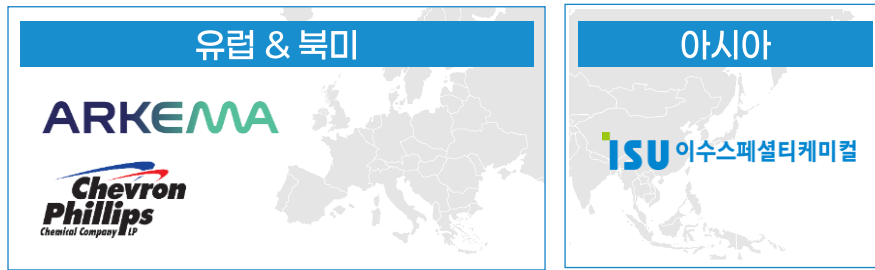 유럽 & 북미
ARKEMA
Chevron
Phillips
Chemical Company LP
아시아
ISU 이수스페셜티케미컬